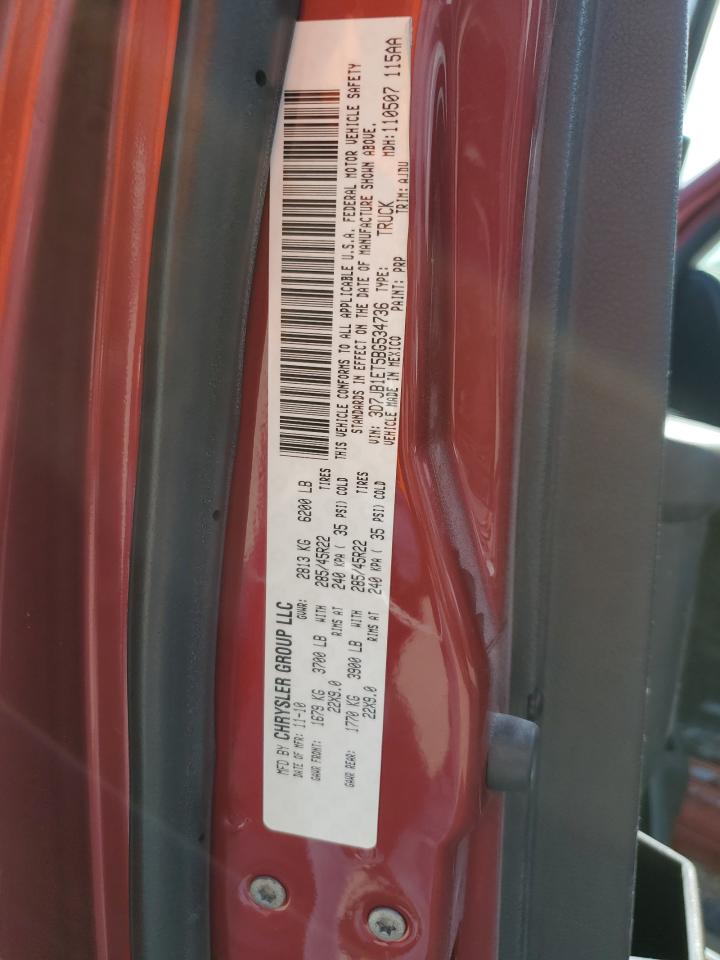 MFD BY CHRYSLER GROUP LLC
DATE OF MFR: 11-10 GVWR: 2813 KG 6200 LB
GAWR FRONT: 1679 KG 3700 LB WITH 285/45R22 TIRES
22X9.0 RIMS AT 240 KPA ( 35 PSI) COLD
GAWR REAR: 1770 KG 3900 LB WITH 285/45R22 TIRES
22X9.0 RIMS AT 240 KPA ( 35 PSI) COLD
THIS VEHICLE CONFORMS TO ALL APPLICABLE U.S.A. FEDERAL MOTOR VEHICLE SAFETY
STANDARDS IN EFFECT ON THE DATE OF MANUFACTURE SHOWN ABOVE.
VIN: 3D7JB1ET5BG534736 TYPE: TRUCK MDH: 110507 115AA
VEHICLE MADE IN MEXICO PAINT: PRP TRIM: A1DU